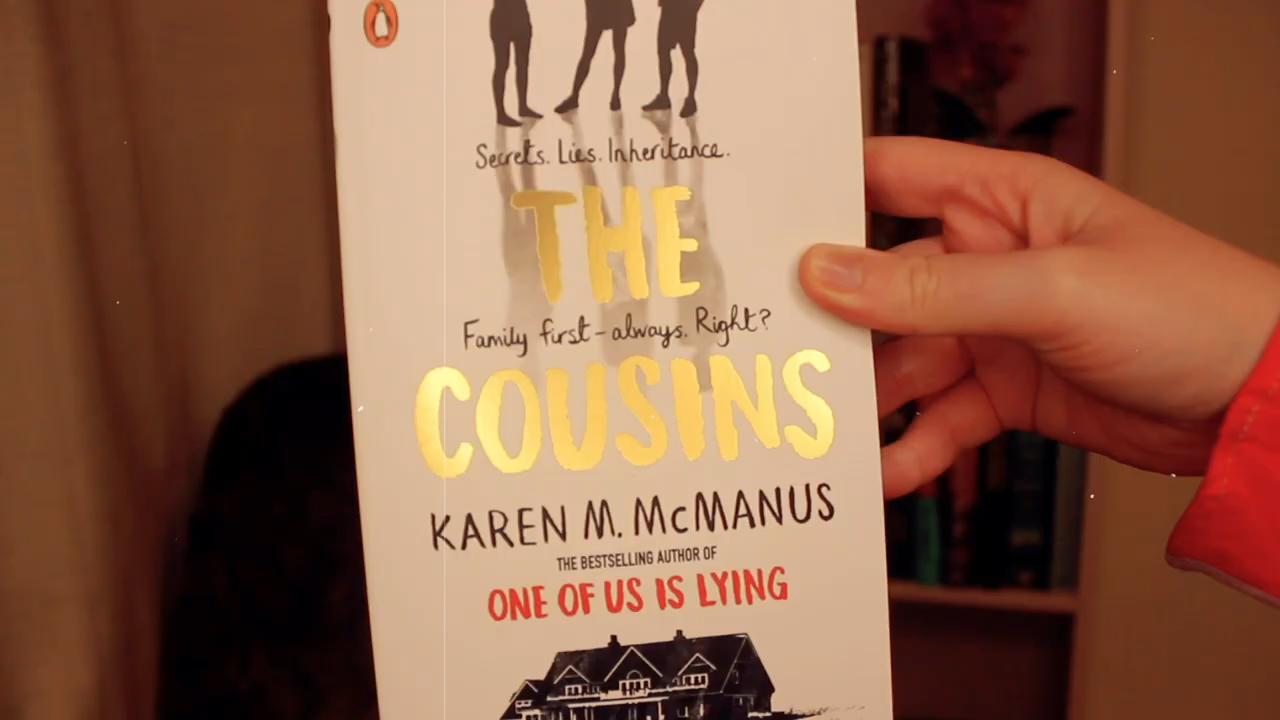 Secrets. Lies. Inheritance.
THE
Family first – always. Right?
COUSINS
KAREN M. McMANUS
THE BESTSELLING AUTHOR OF
ONE OF US IS LYING